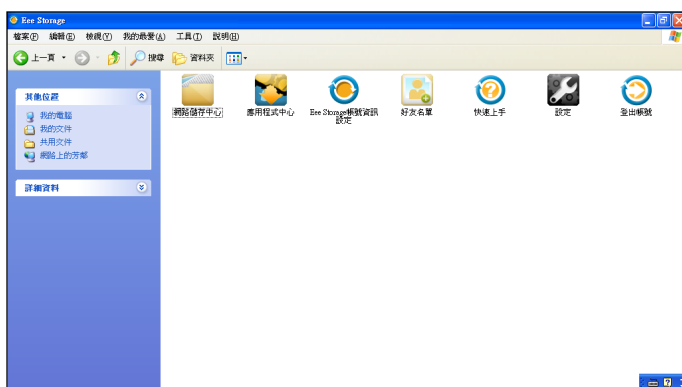 Eee Storage
檔案(F) 編輯(E) 檢視(V) 我的最愛(A) 工具(T) 說明(H)
上一頁 搜尋 資料夾
其他位置
我的電腦
我的文件
共用文件
網路上的芳鄰
詳細資料
網路儲存中心
應用程式中心
Eee Storage帳號資訊
設定
好友名單
快速上手
設定
登出帳號